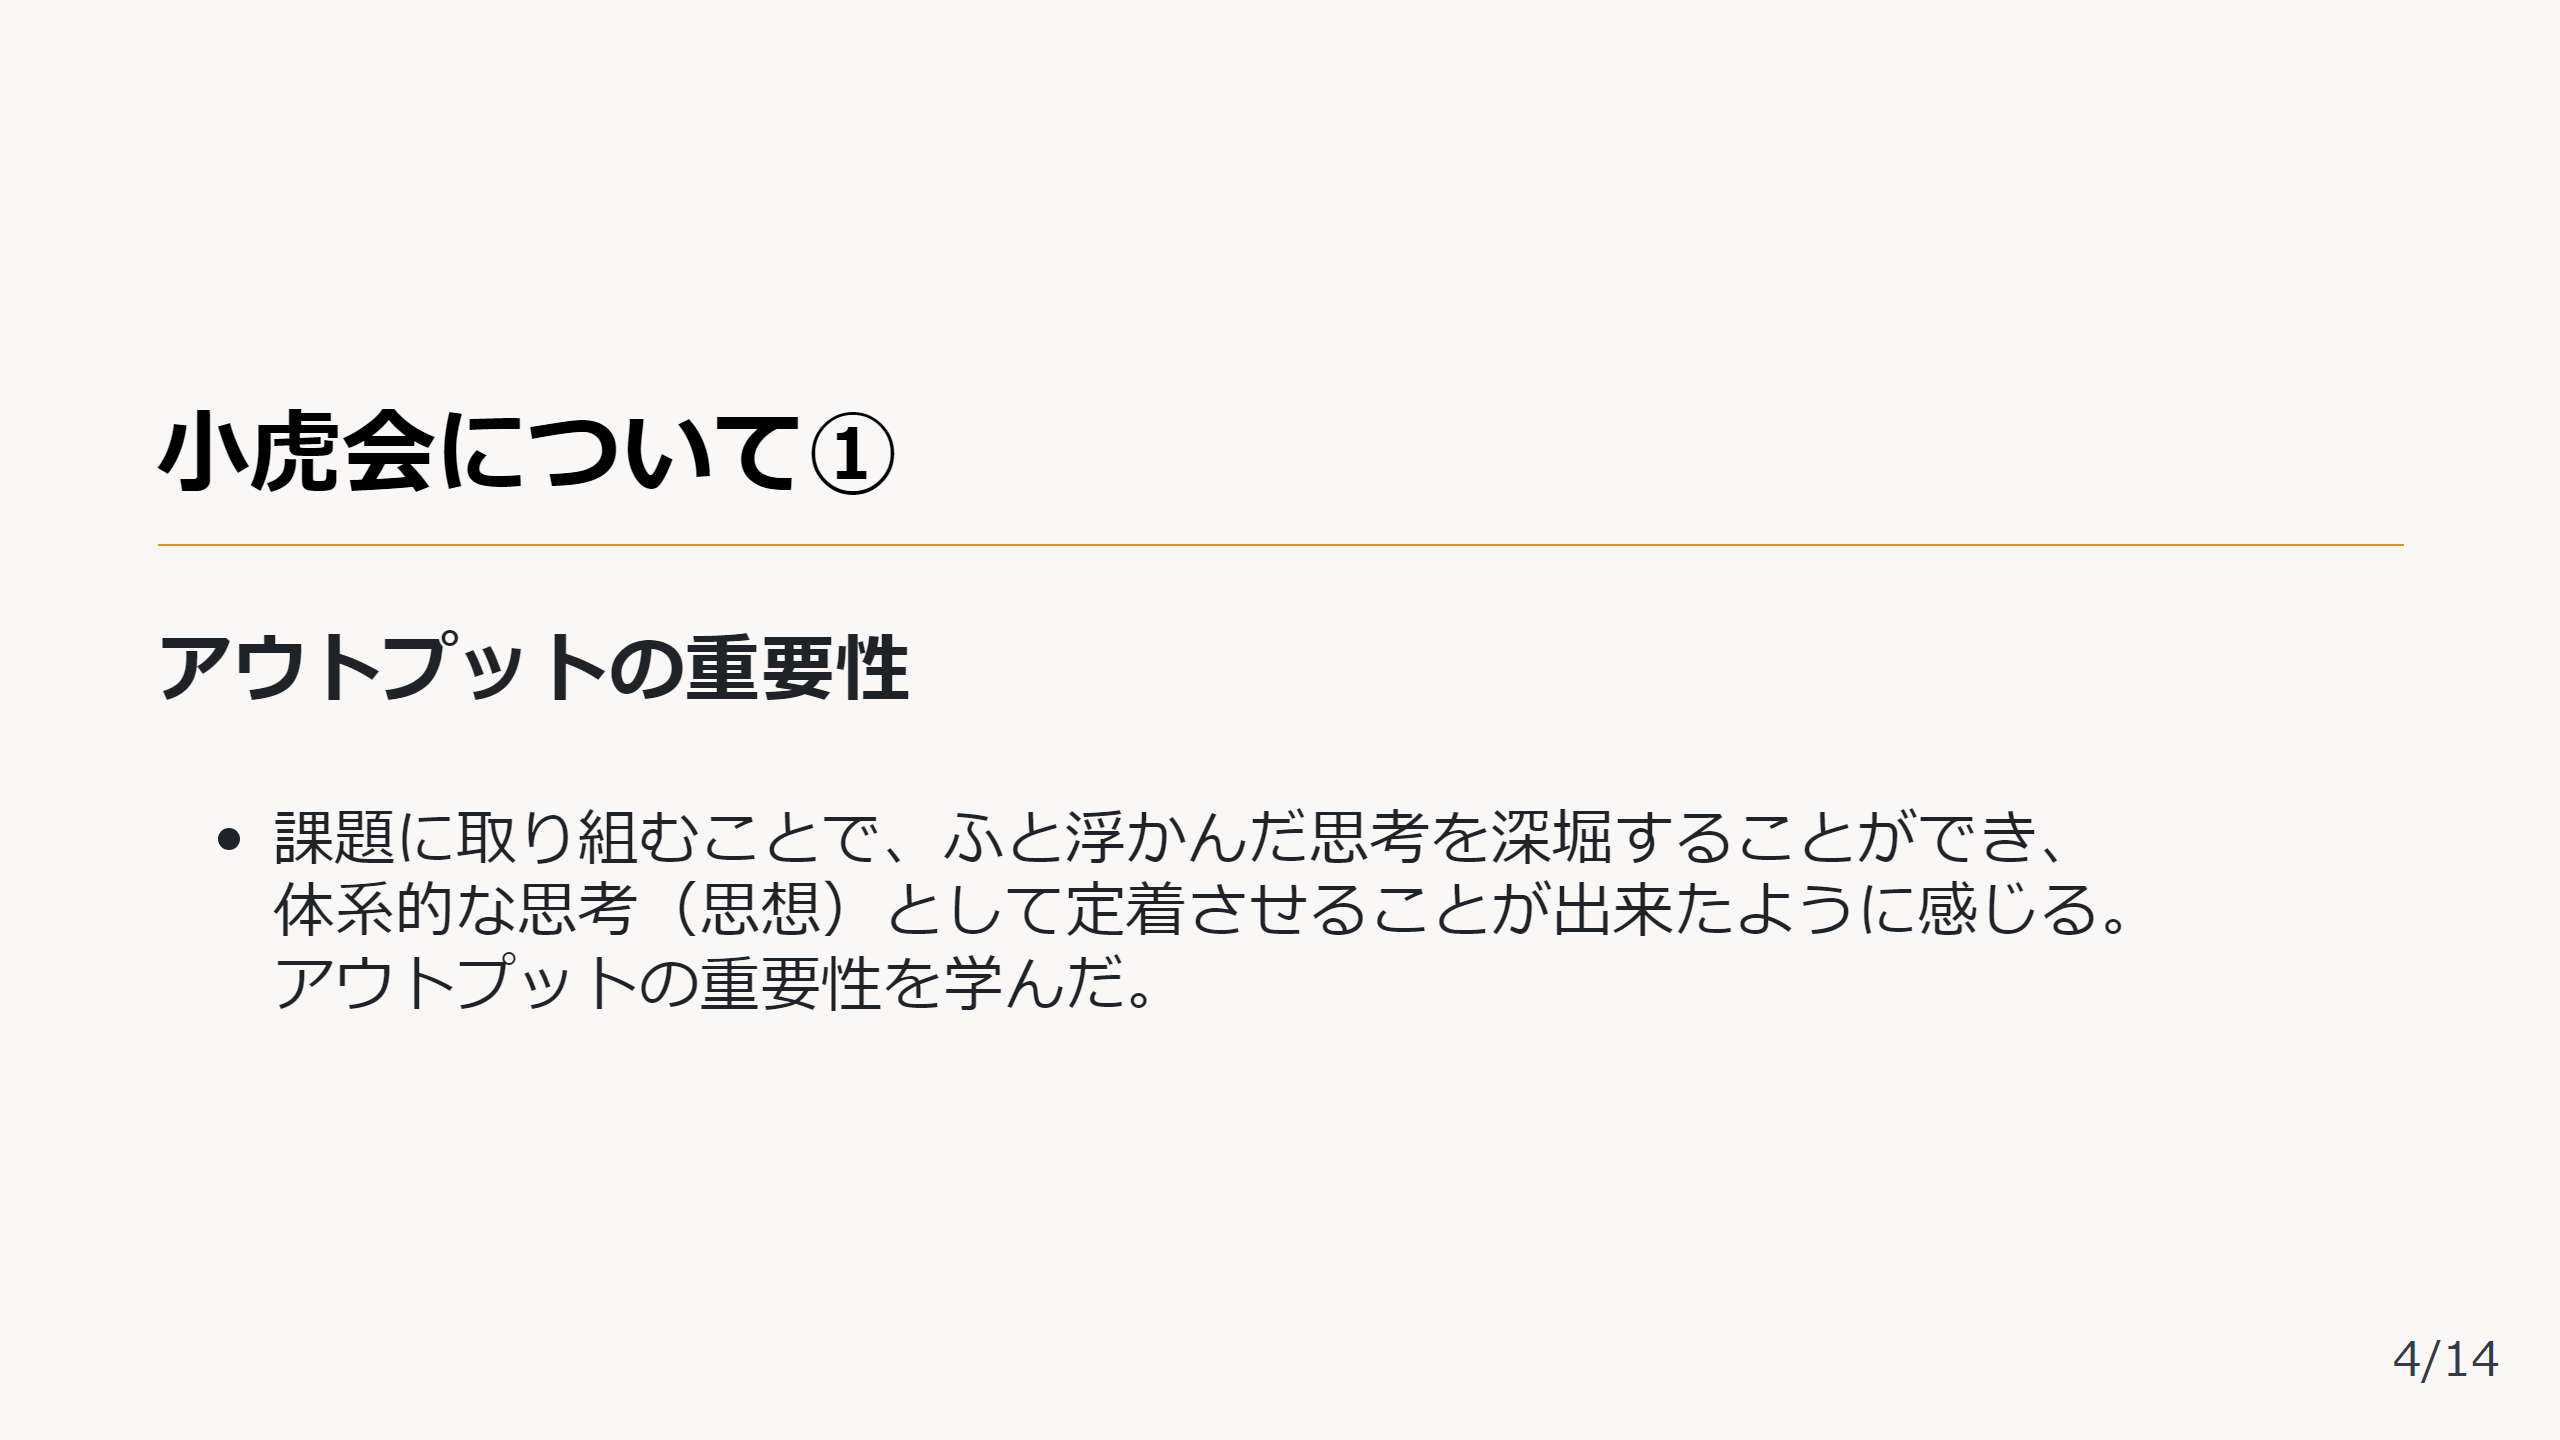 小虎会について①
アウトプットの重要性
• 課題に取り組むことで、ふと浮かんだ思考を深堀することができ、
体系的な思考（思想）として定着させることが出来たように感じる。
アウトプットの重要性を学んだ。
4/14